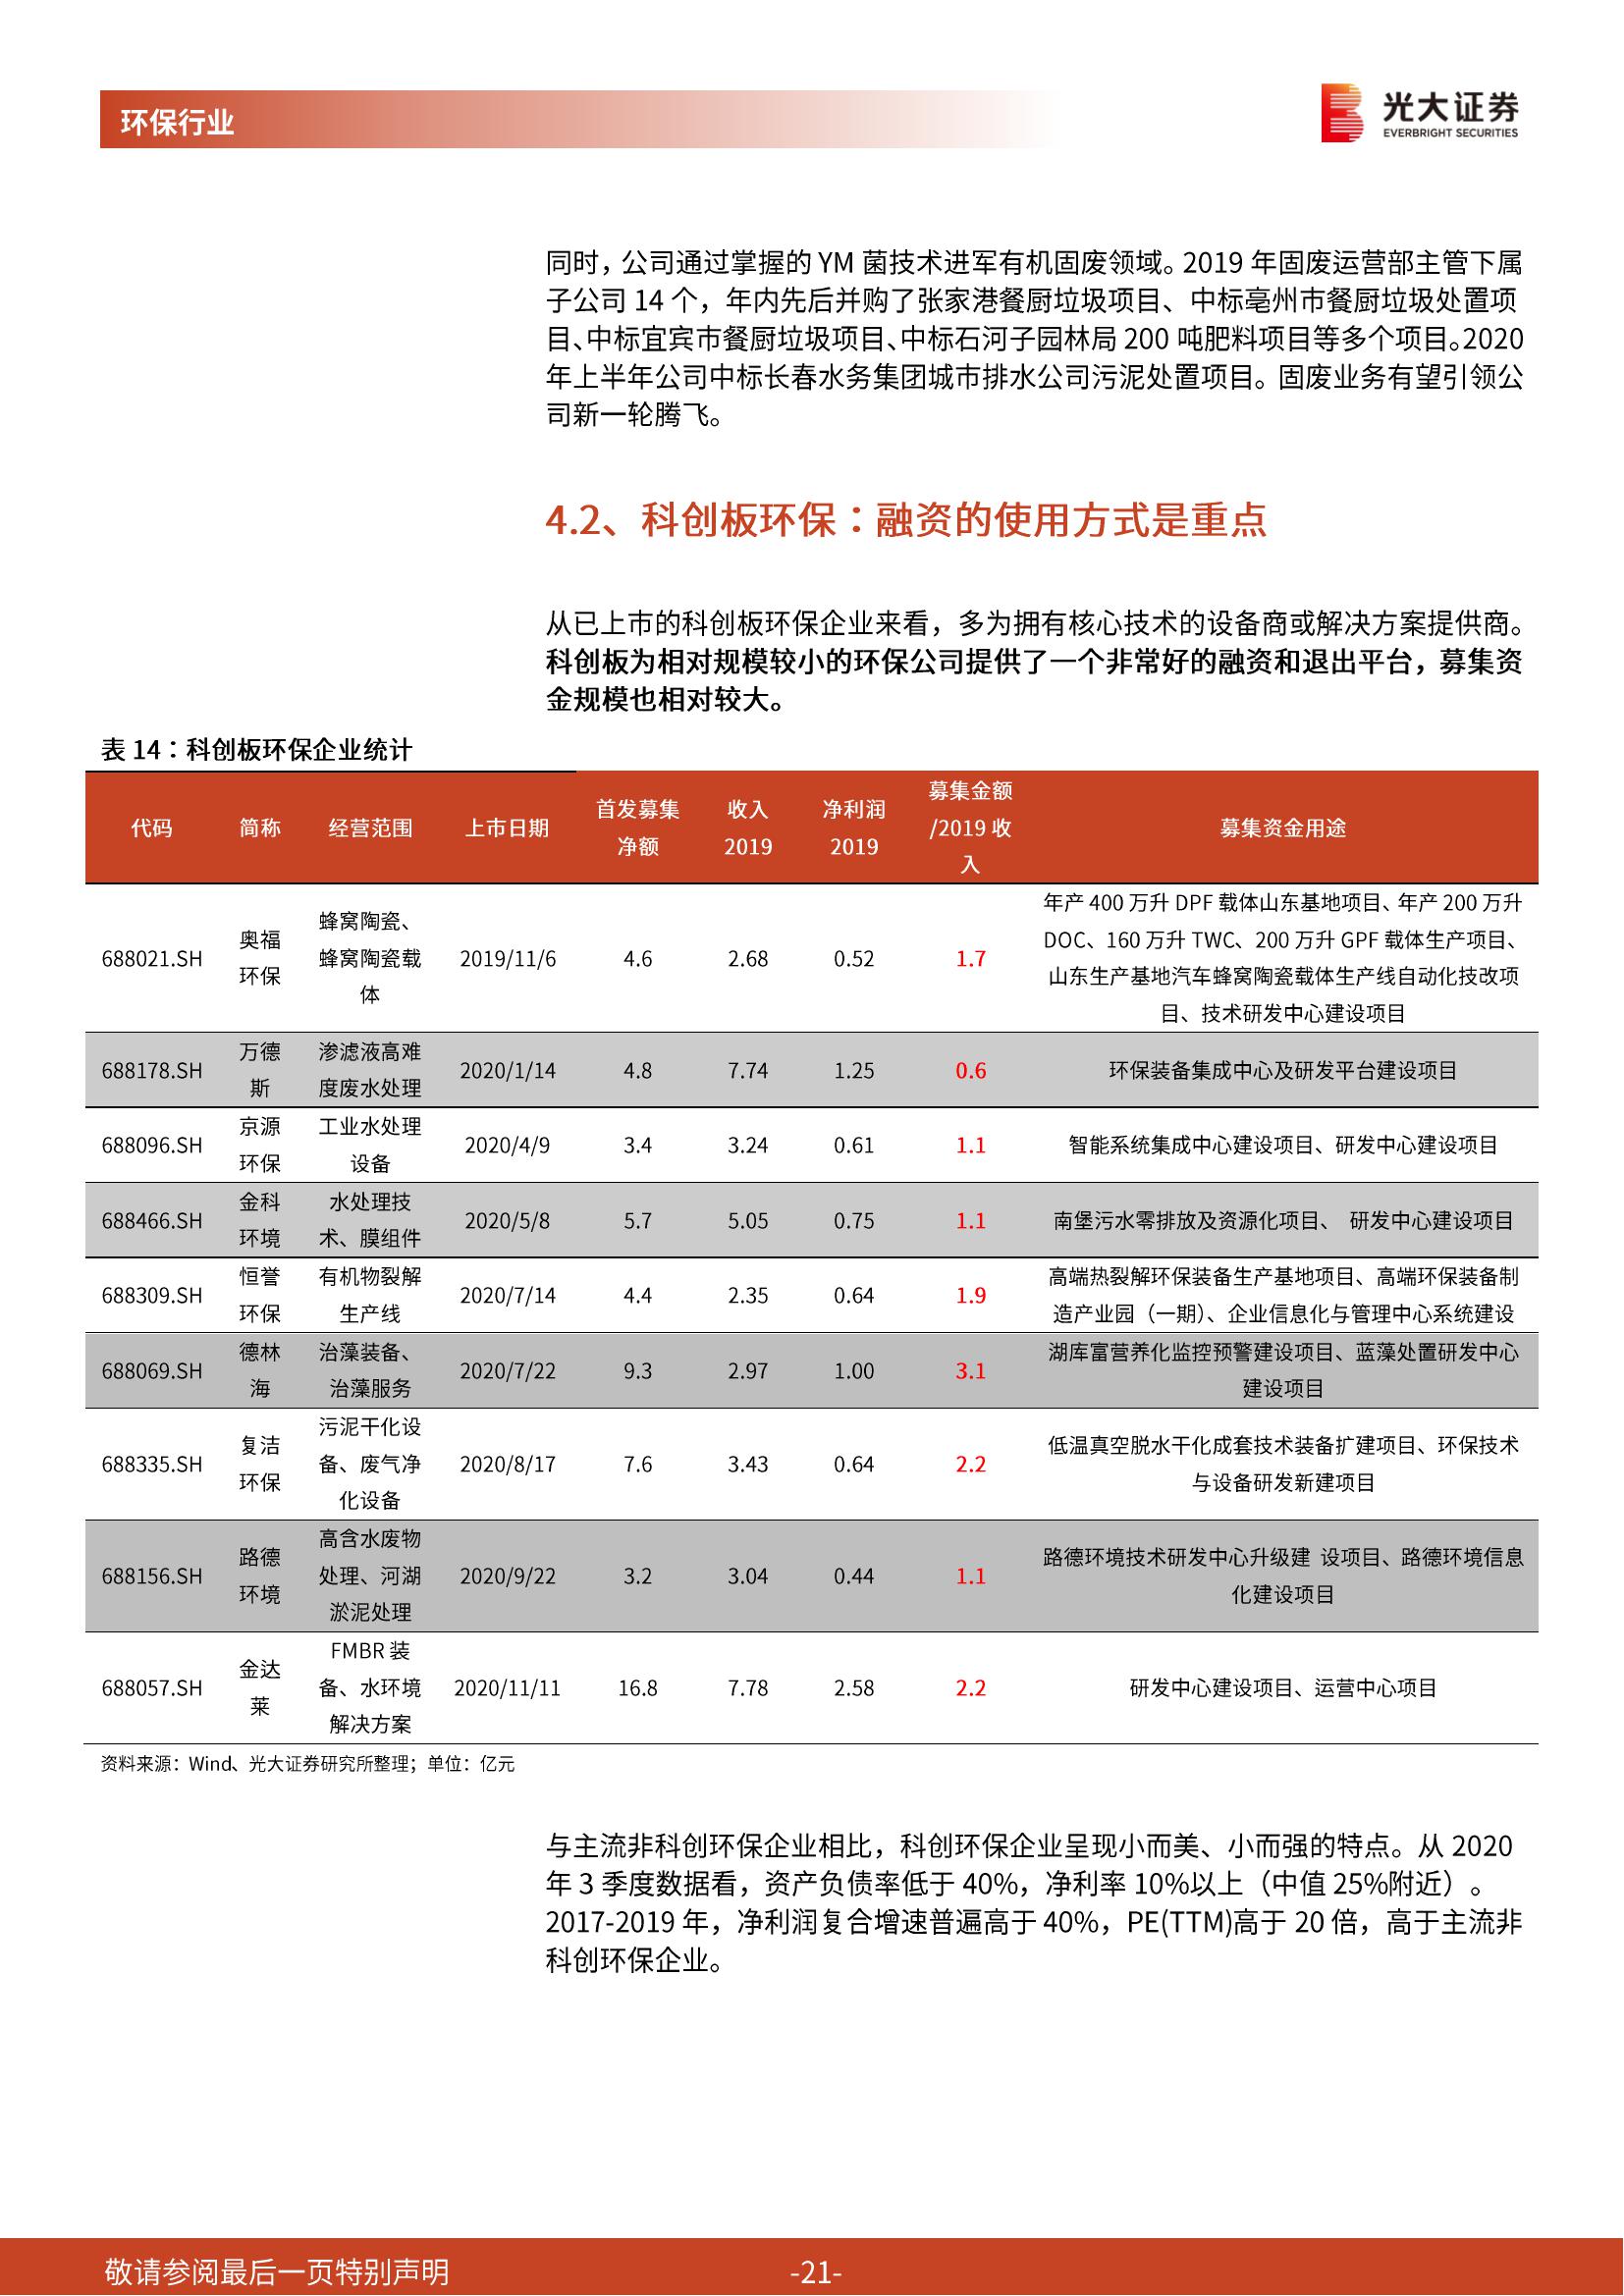 环保行业
光大证券
EVERBRIGHT SECURITIES
同时，公司通过掌握的 YM 菌技术进军有机固废领域。2019 年固废运营部主管下属
子公司 14 个，年内先后并购了张家港餐厨垃圾项目、中标亳州市餐厨垃圾处置项
目、中标宜宾市餐厨垃圾项目、中标石河子园林局 200 吨肥料项目等多个项目。2020
年上半年公司中标长春水务集团城市排水公司污泥处置项目。固废业务有望引领公
司新一轮腾飞。
4.2、科创板环保：融资的使用方式是重点
从已上市的科创板环保企业来看，多为拥有核心技术的设备商或解决方案提供商。
科创板为相对规模较小的环保公司提供了一个非常好的融资和退出平台，募集资
金规模也相对较大。
表 14：科创板环保企业统计
代码 简称 经营范围 上市日期 首发募集净额 收入2019 净利润2019 募集金额/2019 收入 募集资金用途
688021.SH 奥福环保 蜂窝陶瓷、蜂窝陶瓷载体 2019/11/6 4.6 2.68 0.52 1.7 年产 400 万升 DPF 载体山东基地项目、年产 200 万升 DOC、160 万升 TWC、200 万升 GPF 载体生产项目、山东生产基地汽车蜂窝陶瓷载体生产线自动化技改项目、技术研发中心建设项目
688178.SH 万德斯 渗滤液高难度废水处理 2020/1/14 4.8 7.74 1.25 0.6 环保装备集成中心及研发平台建设项目
688096.SH 京源环保 工业水处理设备 2020/4/9 3.4 3.24 0.61 1.1 智能系统集成中心建设项目、研发中心建设项目
688466.SH 金科环境 水处理技术、膜组件 2020/5/8 5.7 5.05 0.75 1.1 南堡污水零排放及资源化项目、 研发中心建设项目
688309.SH 恒誉环保 有机物裂解生产线 2020/7/14 4.4 2.35 0.64 1.9 高端热裂解环保装备生产基地项目、高端环保装备制造产业园（一期）、企业信息化与管理中心系统建设
688069.SH 德林海 治藻装备、治藻服务 2020/7/22 9.3 2.97 1.00 3.1 湖库富营养化监控预警建设项目、蓝藻处置研发中心建设项目
688335.SH 复洁环保 污泥干化设备、废气净化设备 2020/8/17 7.6 3.43 0.64 2.2 低温真空脱水干化成套技术装备扩建项目、环保技术与设备研发新建项目
688156.SH 路德环境 高含水废物处理、河湖淤泥处理 2020/9/22 3.2 3.04 0.44 1.1 路德环境技术研发中心升级建 设项目、路德环境信息化建设项目
688057.SH 金达莱 FMBR 装备、水环境解决方案 2020/11/11 16.8 7.78 2.58 2.2 研发中心建设项目、运营中心项目
资料来源：Wind、光大证券研究所整理；单位：亿元
与主流非科创环保企业相比，科创环保企业呈现小而美、小而强的特点。从 2020
年 3 季度数据看，资产负债率低于 40%，净利率 10%以上（中值 25%附近）。
2017-2019 年，净利润复合增速普遍高于 40%，PE(TTM)高于 20 倍，高于主流非
科创环保企业。
敬请参阅最后一页特别声明
-21-